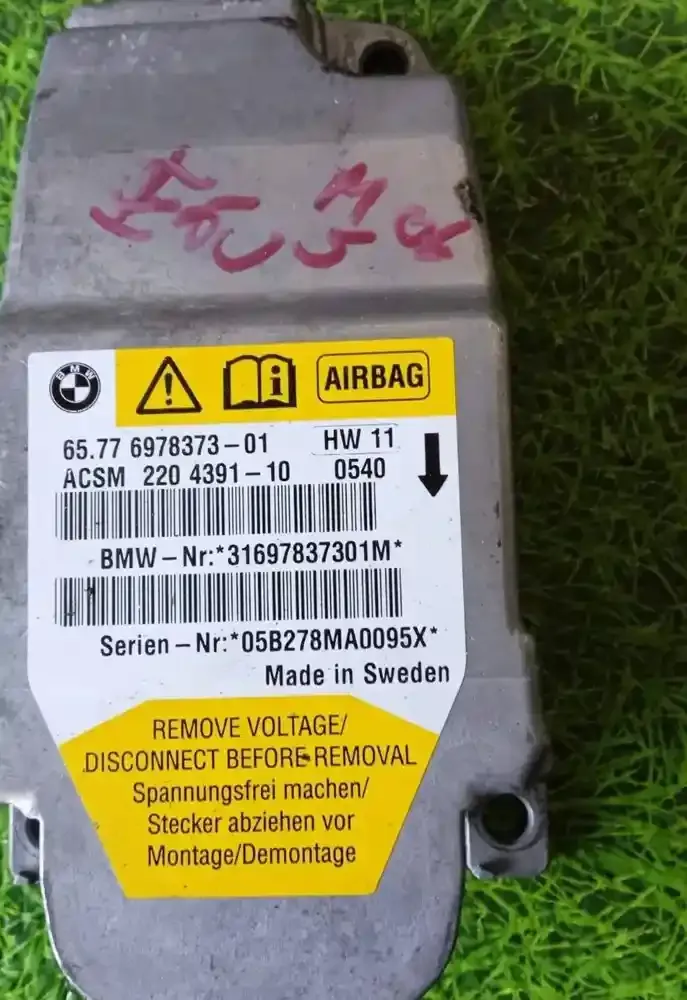 BMW
AIRBAG
65.77 6978373-01 HW 11
ACSM 220 4391-10 0540
BMW-Nr:*31697837301M*
Serien-Nr:*05B278MA0095X*
Made in Sweden
REMOVE VOLTAGE/
DISCONNECT BEFORE REMOVAL
Spannungsfrei machen/
Stecker abziehen vor
Montage/Demontage